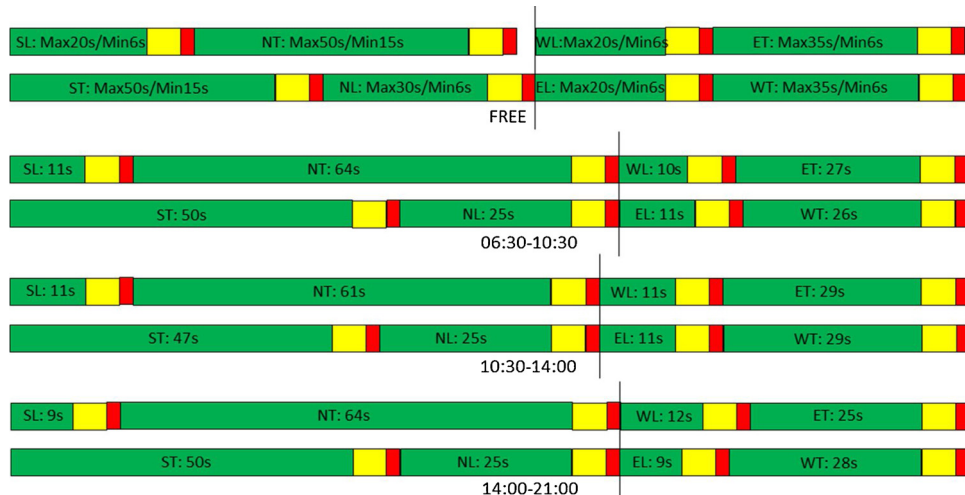 SL: Max20s/Min6s NT: Max50s/Min15s WL:Max20s/Min6s ET: Max35s/Min6s
ST: Max50s/Min15s NL: Max30s/Min6s EL: Max20s/Min6s WT: Max35s/Min6s
FREE
SL: 11s NT: 64s WL: 10s ET: 27s
ST: 50s NL: 25s EL: 11s WT: 26s
06:30-10:30
SL: 11s NT: 61s WL: 11s ET: 29s
ST: 47s NL: 25s EL: 11s WT: 29s
10:30-14:00
SL: 9s NT: 64s WL: 12s ET: 25s
ST: 50s NL: 25s EL: 9s WT: 28s
14:00-21:00